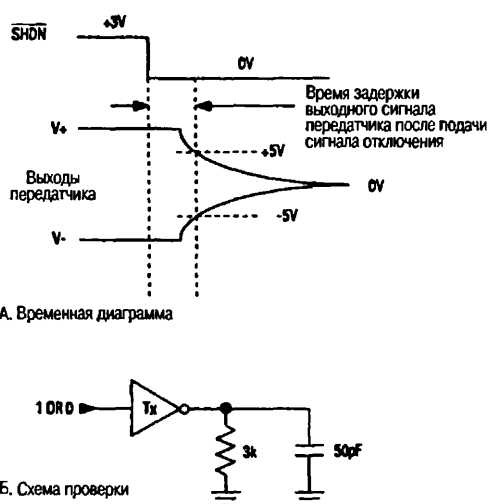 SHDN
+3V
0V
Время задержки
выходного сигнала
передатчика после подачи
сигнала отключения
V+
+5V
Выходы
передатчика
0V
-5V
V-
А. Временная диаграмма
1 OR 0
Tx
3k
50pF
Б. Схема проверки